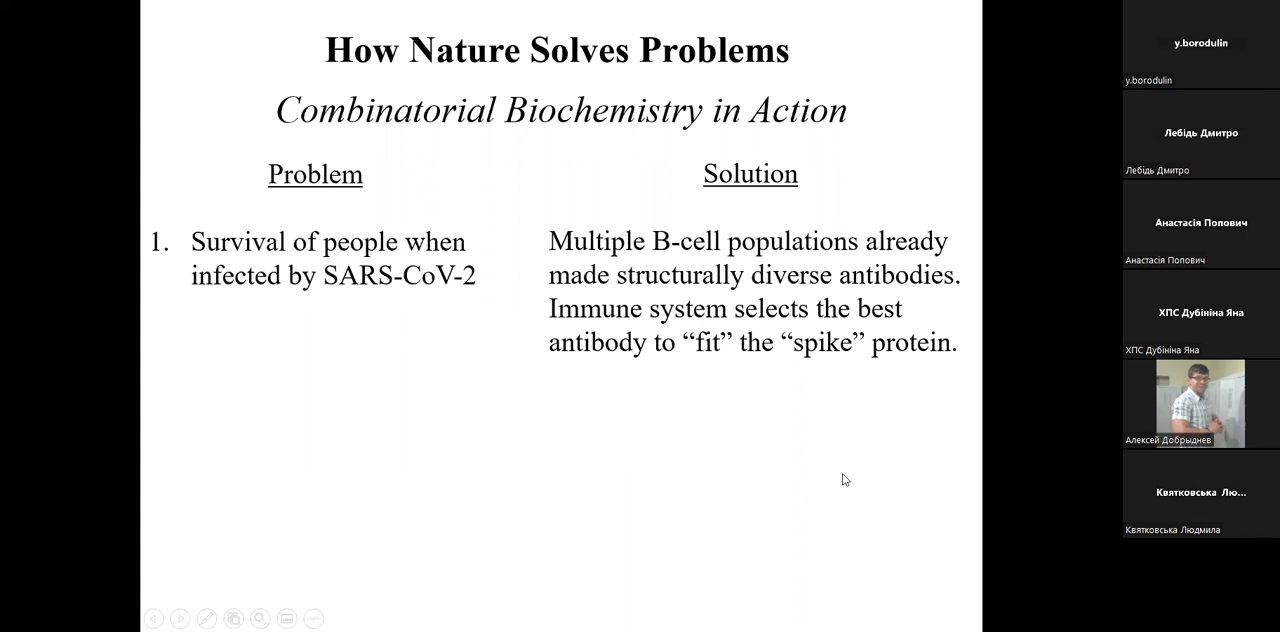 How Nature Solves Problems
Combinatorial Biochemistry in Action
Problem
Solution
1. Survival of people when
infected by SARS-CoV-2
Multiple B-cell populations already
made structurally diverse antibodies.
Immune system selects the best
antibody to “fit” the “spike” protein.
y.borodulin
y.borodulin
Лебідь Дмитро
Лебідь Дмитро
Анастасія Попович
Анастасія Попович
ХПС Дубініна Яна
ХПС Дубініна Яна
Алексей Добрыднев
Квятковська Лю...
Квятковська Людмила